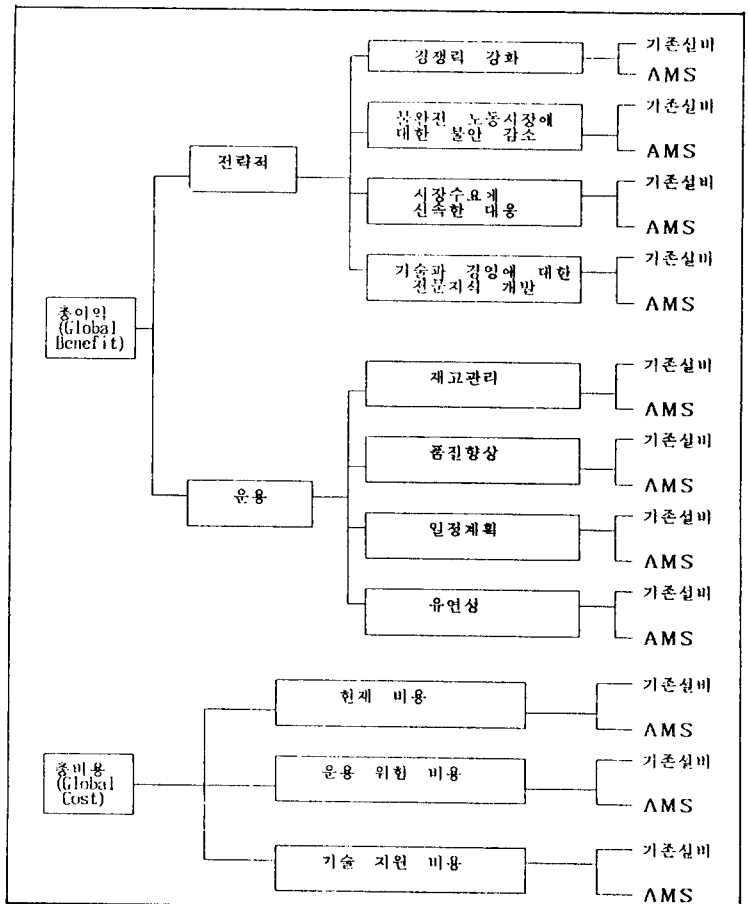 경쟁력 강화
기존설비
AMS
불완전 노동시장에
대한 불안 감소
기존설비
AMS
전략적
시장수요에
신속한 대응
기존설비
AMS
기술과 경영에 대한
전문지식 개발
기존설비
AMS
총이익
(Global
Benefit)
재고관리
기존설비
AMS
품질향상
기존설비
AMS
운용
일정계획
기존설비
AMS
유연성
기존설비
AMS
현재 비용
기존설비
AMS
총비용
(Global
Cost)
운용 위험 비용
기존설비
AMS
기술 지원 비용
기존설비
AMS